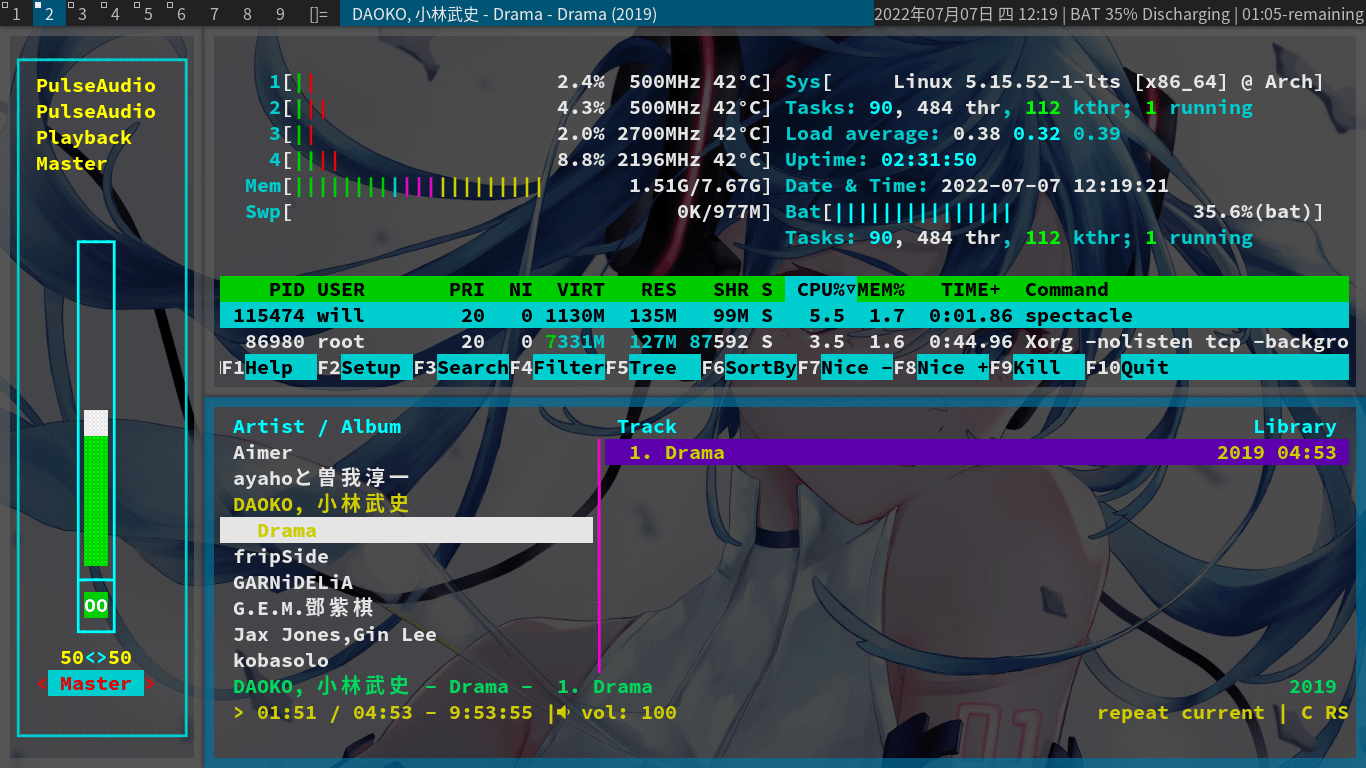 1 2 3 4 5 6 7 8 9 []= DAOKO, 小林武史 - Drama - Drama (2019) 2022年07月07日 四 12:19 | BAT 35% Discharging | 01:05-remaining
PulseAudio
PulseAudio
Playback
Master
OO
50<>50
< Master >
1[|| 2.4% 500MHz 42°C] Sys[ Linux 5.15.52-1-lts [x86_64] @ Arch]
2[||| 4.3% 500MHz 42°C] Tasks: 90, 484 thr, 112 kthr; 1 running
3[|| 2.0% 2700MHz 42°C] Load average: 0.38 0.32 0.39
4[|||| 8.8% 2196MHz 42°C] Uptime: 02:31:50
Mem[||||||||||||||||||||| 1.51G/7.67G] Date & Time: 2022-07-07 12:19:21
Swp[ 0K/977M] Bat[||||||||||||||| 35.6%(bat)]
Tasks: 90, 484 thr, 112 kthr; 1 running
PID USER PRI NI VIRT RES SHR S CPU%▽MEM% TIME+ Command
115474 will 20 0 1130M 135M 99M S 5.5 1.7 0:01.86 spectacle
86980 root 20 0 7331M 127M 87592 S 3.5 1.6 0:44.96 Xorg -nolisten tcp -backgro
F1Help F2Setup F3SearchF4FilterF5Tree F6SortByF7Nice -F8Nice +F9Kill F10Quit
Artist / Album Track Library
Aimer 1. Drama 2019 04:53
ayahoと曽我淳一
DAOKO, 小林武史
Drama
fripSide
GARNiDELiA
G.E.M.鄧紫棋
Jax Jones,Gin Lee
kobasolo
DAOKO, 小林武史 - Drama - 1. Drama 2019
> 01:51 / 04:53 - 9:53:55 |🔉 vol: 100 repeat current | C RS
01